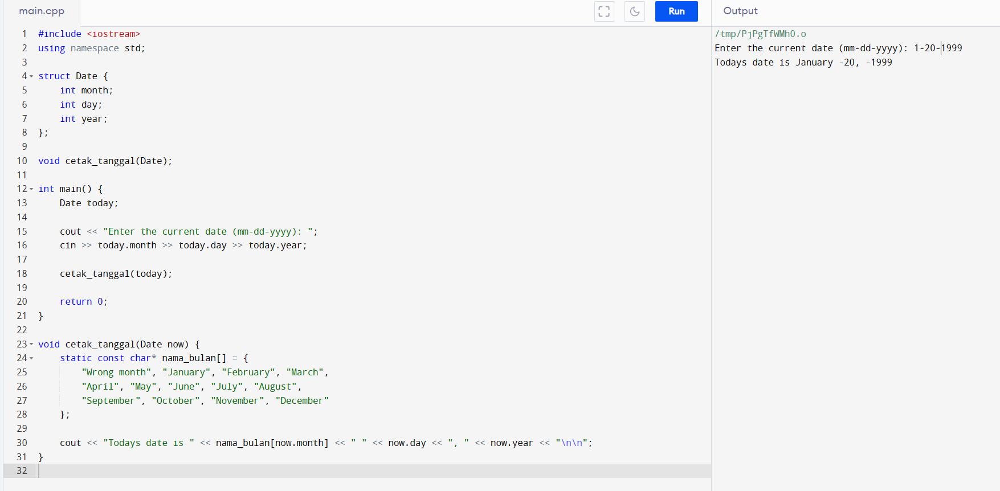 main.cpp
Run
Output
1 #include <iostream>
2 using namespace std;
3
4 struct Date {
5     int month;
6     int day;
7     int year;
8 };
9
10 void cetak_tanggal(Date);
11
12 int main() {
13     Date today;
14
15     cout << "Enter the current date (mm-dd-yyyy): ";
16     cin >> today.month >> today.day >> today.year;
17
18     cetak_tanggal(today);
19
20     return 0;
21 }
22
23 void cetak_tanggal(Date now) {
24     static const char* nama_bulan[] = {
25         "Wrong month", "January", "February", "March",
26         "April", "May", "June", "July", "August",
27         "September", "October", "November", "December"
28     };
29
30     cout << "Todays date is " << nama_bulan[now.month] << " " << now.day << ", " << now.year << "\n\n";
31 }
32
/tmp/PjPgTfWMhO.o
Enter the current date (mm-dd-yyyy): 1-20-1999
Todays date is January -20, -1999